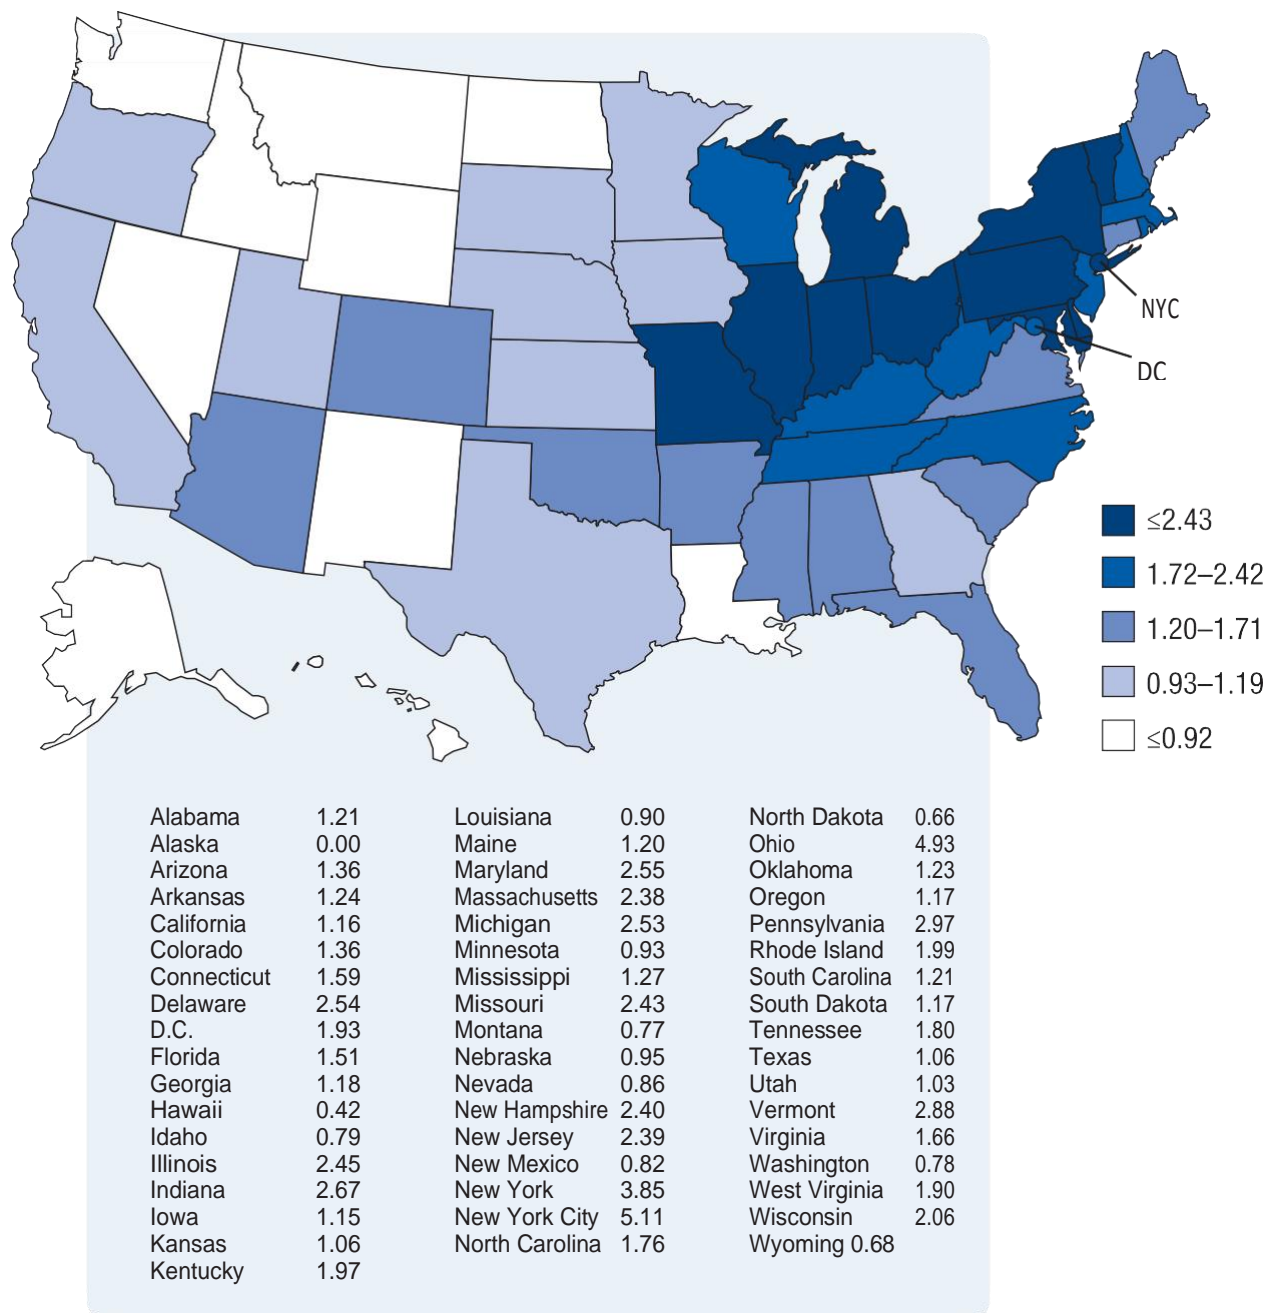 NYC
DC
≤2.43
1.72–2.42
1.20–1.71
0.93–1.19
≤0.92
Alabama 1.21
Alaska 0.00
Arizona 1.36
Arkansas 1.24
California 1.16
Colorado 1.36
Connecticut 1.59
Delaware 2.54
D.C. 1.93
Florida 1.51
Georgia 1.18
Hawaii 0.42
Idaho 0.79
Illinois 2.45
Indiana 2.67
Iowa 1.15
Kansas 1.06
Kentucky 1.97
Louisiana 0.90
Maine 1.20
Maryland 2.55
Massachusetts 2.38
Michigan 2.53
Minnesota 0.93
Mississippi 1.27
Missouri 2.43
Montana 0.77
Nebraska 0.95
Nevada 0.86
New Hampshire 2.40
New Jersey 2.39
New Mexico 0.82
New York 3.85
New York City 5.11
North Carolina 1.76
North Dakota 0.66
Ohio 4.93
Oklahoma 1.23
Oregon 1.17
Pennsylvania 2.97
Rhode Island 1.99
South Carolina 1.21
South Dakota 1.17
Tennessee 1.80
Texas 1.06
Utah 1.03
Vermont 2.88
Virginia 1.66
Washington 0.78
West Virginia 1.90
Wisconsin 2.06
Wyoming 0.68